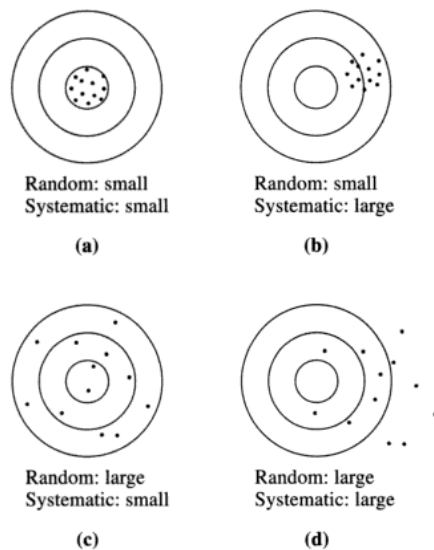 Random: small
Systematic: small
(a)
Random: small
Systematic: large
(b)
Random: large
Systematic: small
(c)
Random: large
Systematic: large
(d)